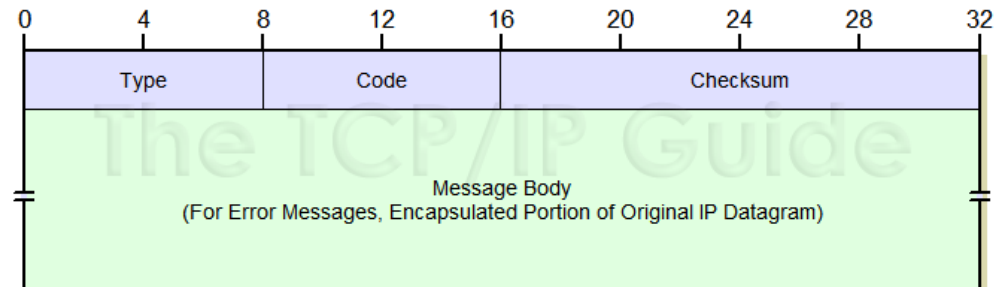 0 4 8 12 16 20 24 28 32
Type Code Checksum
The TCP/IP Guide
Message Body
(For Error Messages, Encapsulated Portion of Original IP Datagram)